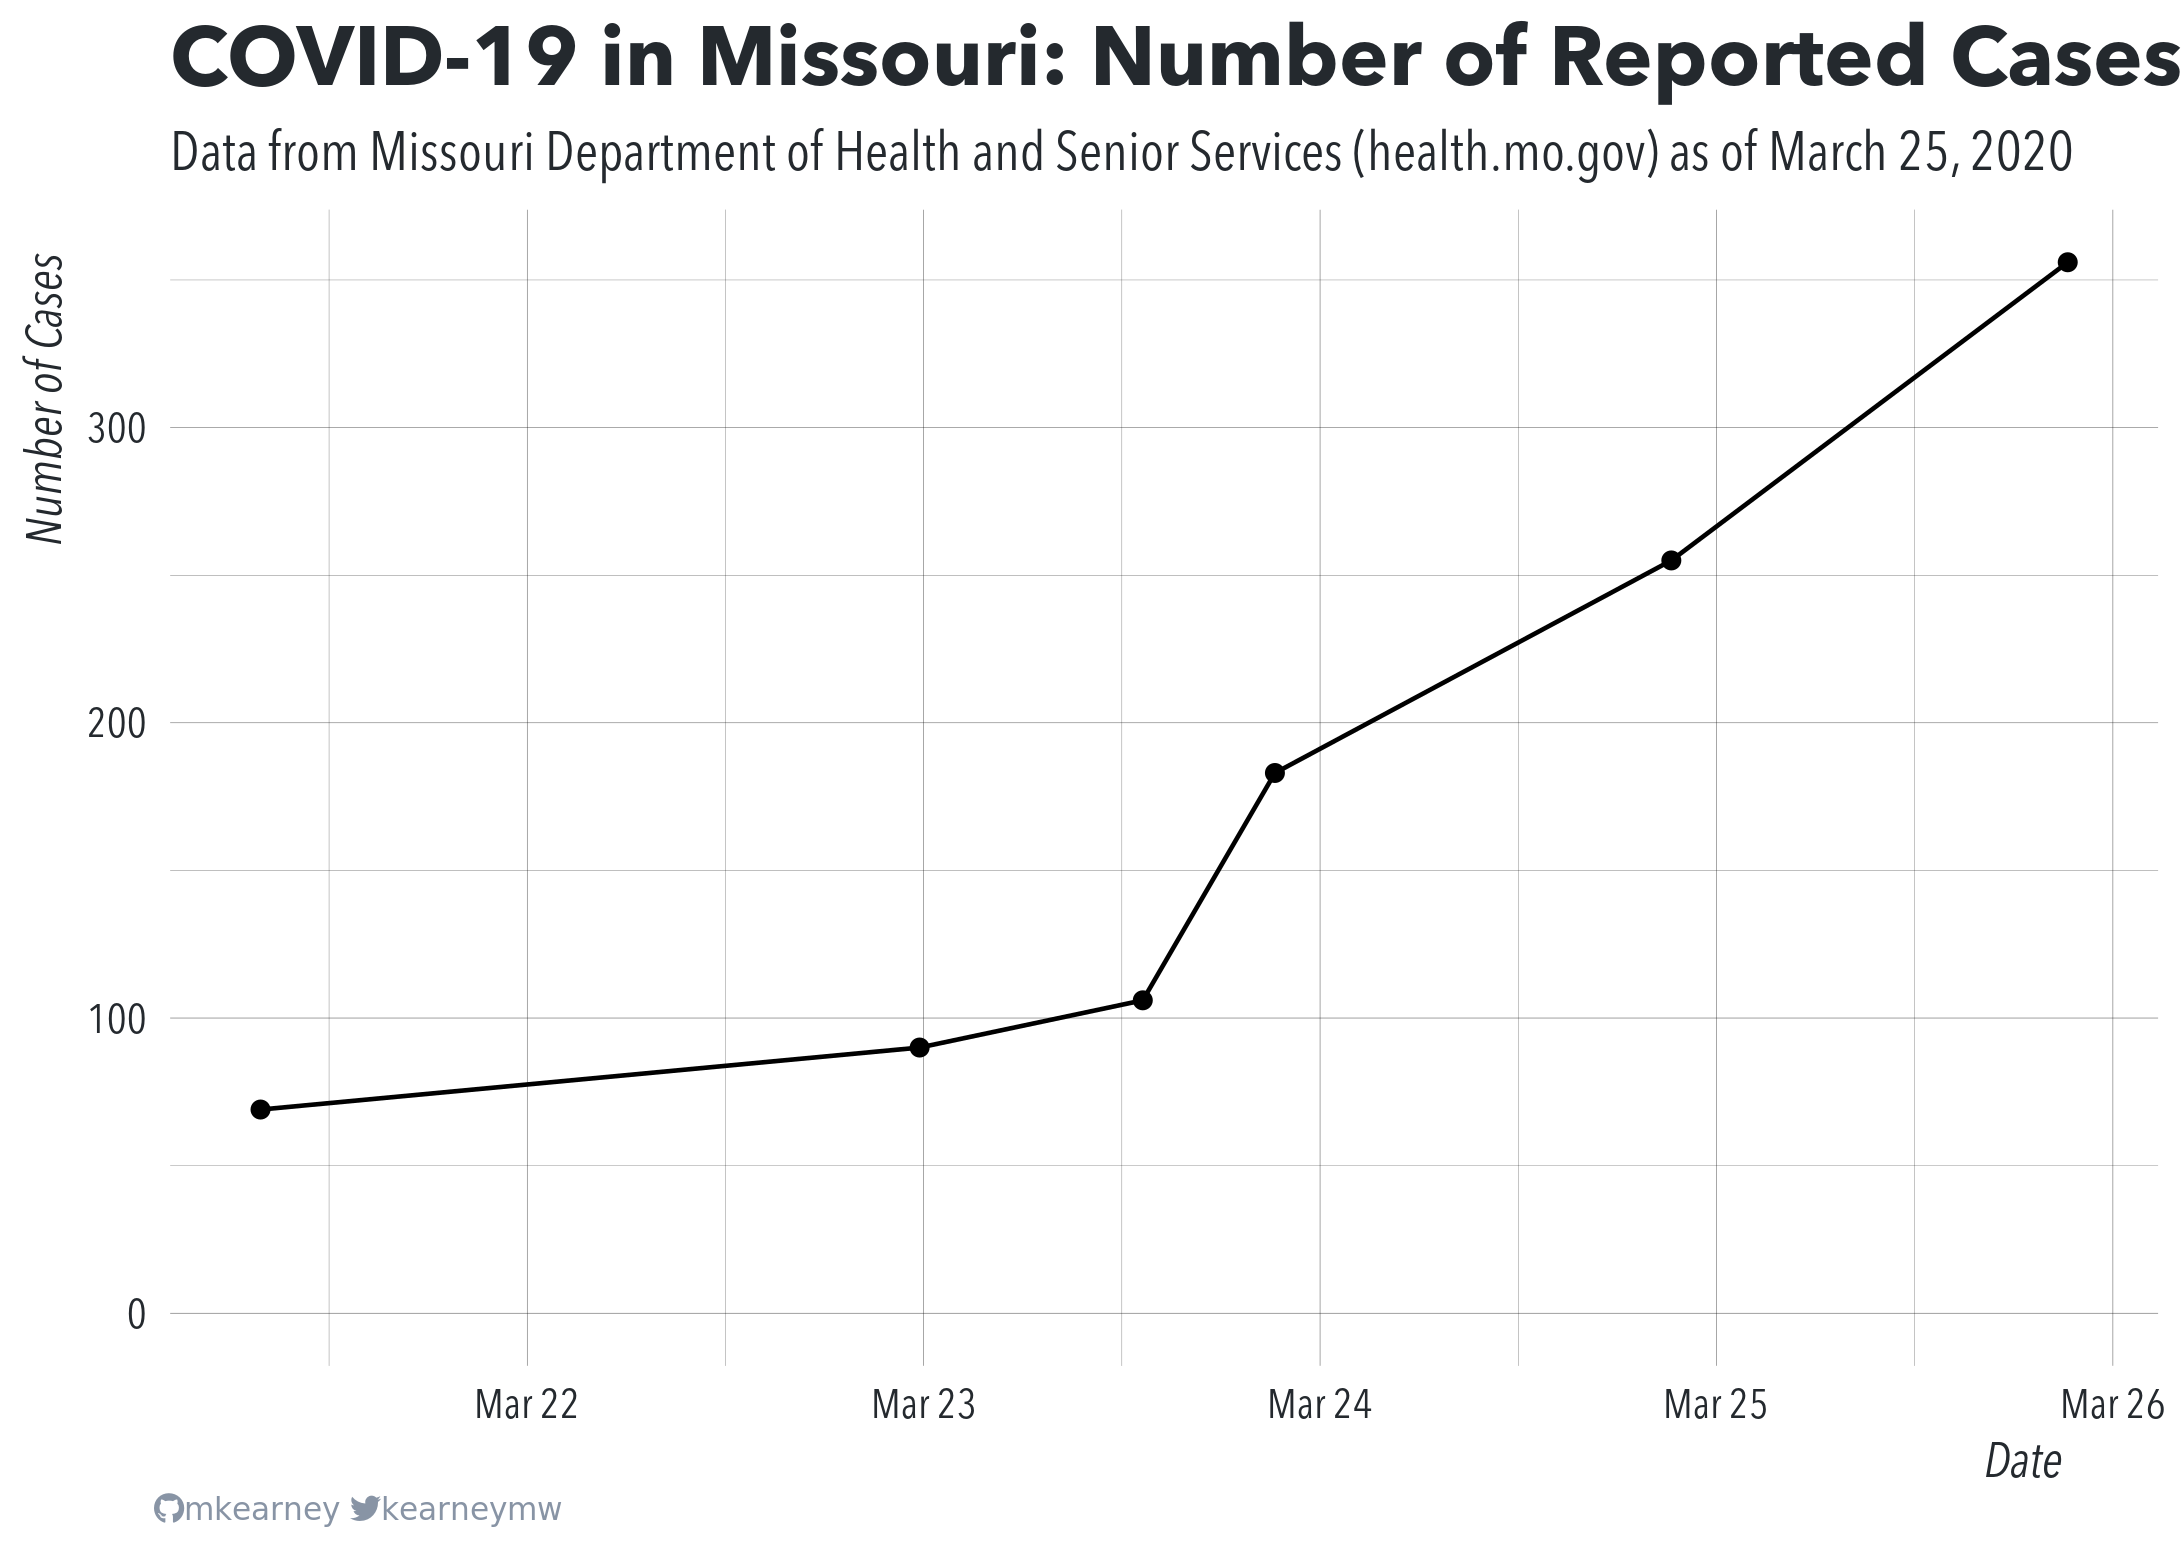 COVID-19 in Missouri: Number of Reported Cases
Data from Missouri Department of Health and Senior Services (health.mo.gov) as of March 25, 2020
Number of Cases
300
200
100
0
Mar 22 Mar 23 Mar 24 Mar 25 Mar 26
Date
mkearney kearneymw